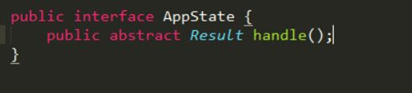 public interface AppState {
    public abstract Result handle();
}